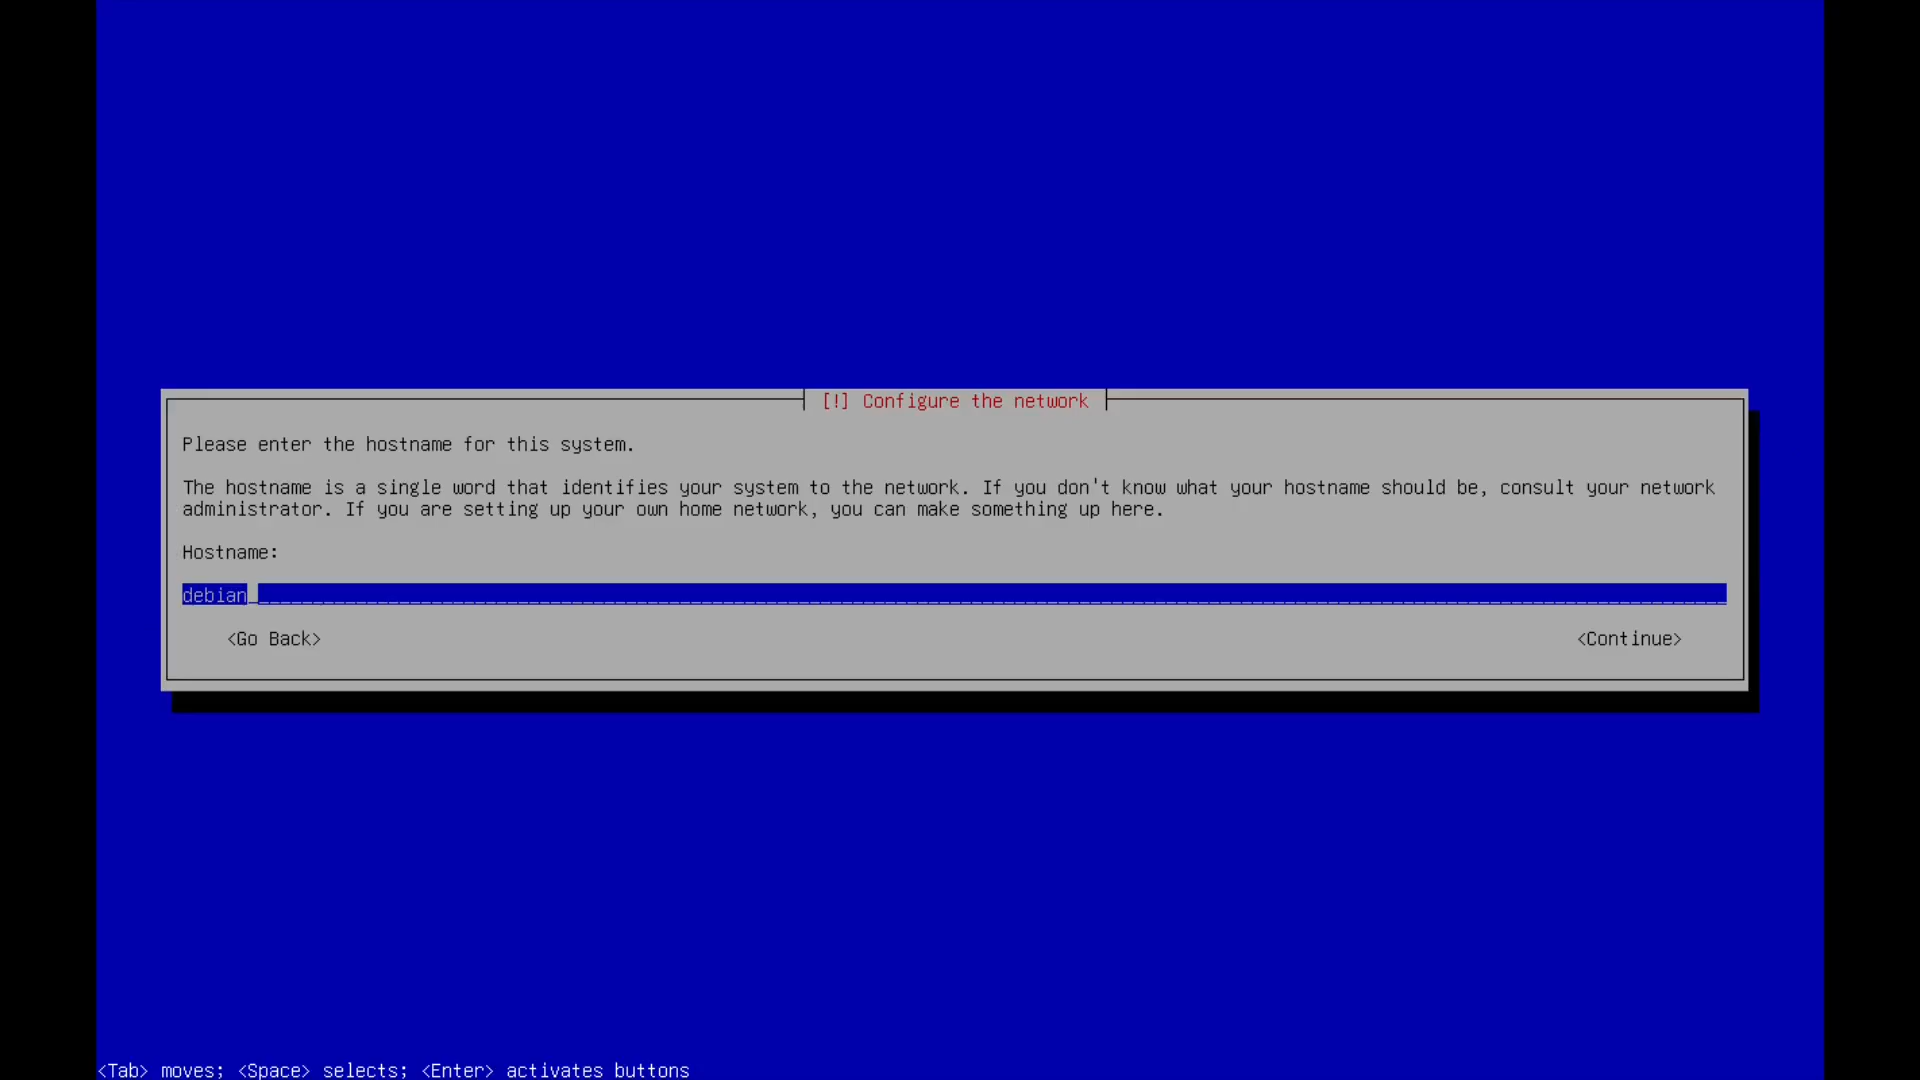 [!] Configure the network
Please enter the hostname for this system.
The hostname is a single word that identifies your system to the network. If you don't know what your hostname should be, consult your network
administrator. If you are setting up your own home network, you can make something up here.
Hostname:
debian
<Go Back> <Continue>
<Tab> moves; <Space> selects; <Enter> activates buttons